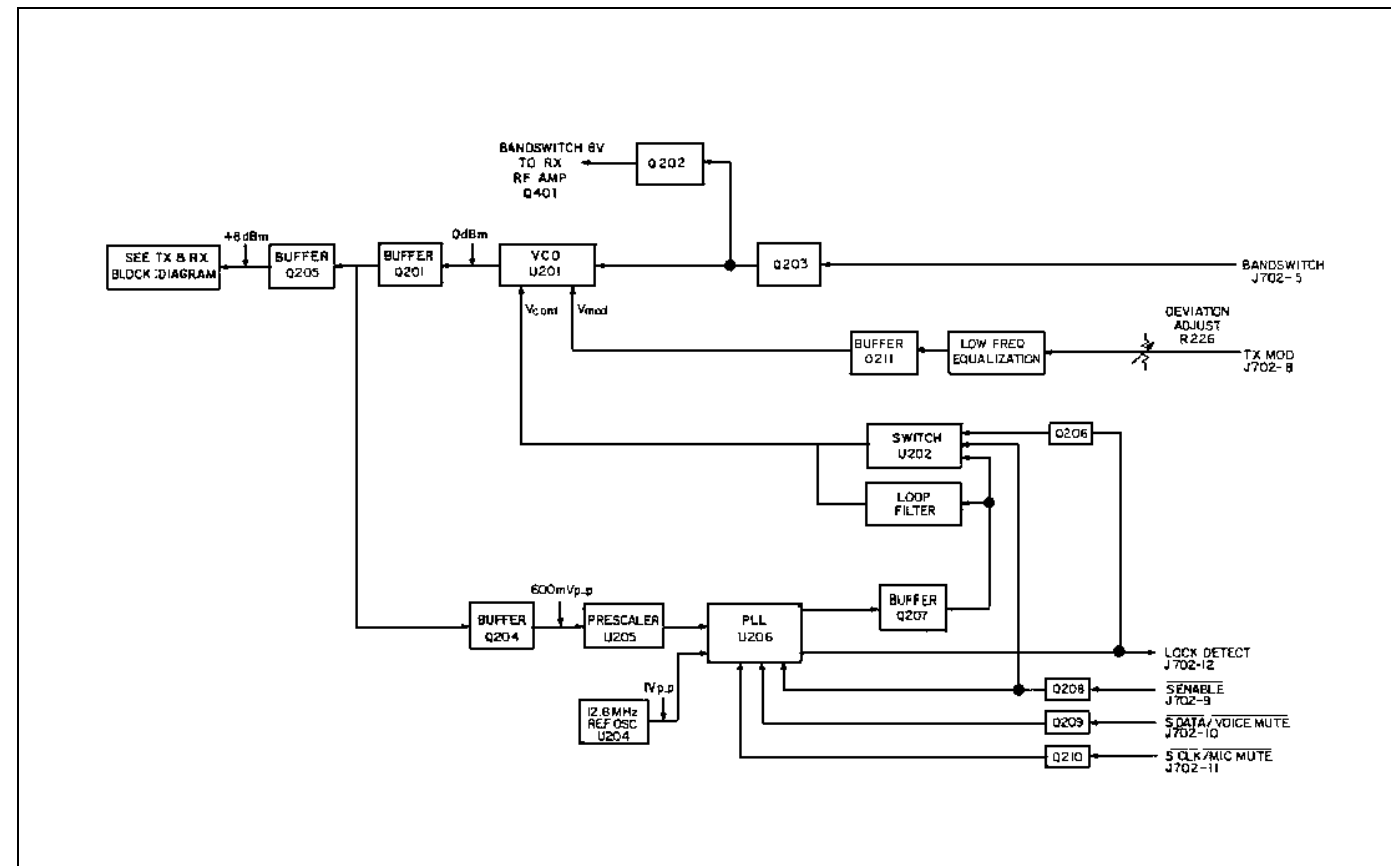 BANDSWITCH 8V
TO RX
RF AMP
Q401
Q202
+8dBm
0dBm
SEE TX & RX
BLOCK DIAGRAM
BUFFER
Q205
BUFFER
Q201
VCO
U201
Q203
BANDSWITCH
J702-5
Vcont
Vmod
DEVIATION
ADJUST
R226
BUFFER
Q211
LOW FREQ
EQUALIZATION
TX MOD
J702-8
SWITCH
U202
Q206
LOOP
FILTER
600mVp-p
BUFFER
Q204
PRESCALER
U205
PLL
U206
BUFFER
Q207
LOCK DETECT
J702-12
1Vp-p
12.8MHz
REF OSC
U204
Q208
SENABLE
J702-9
Q209
S DATA/VOICE MUTE
J702-10
Q210
S CLK/MIC MUTE
J702-11